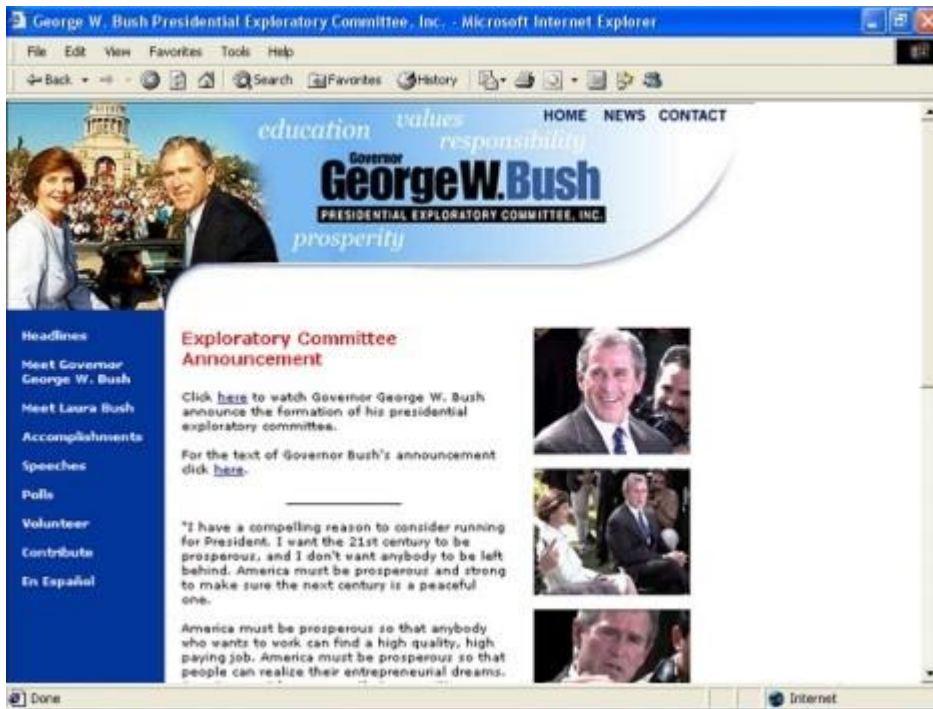 George W. Bush Presidential Exploratory Committee, Inc. - Microsoft Internet Explorer
File Edit View Favorites Tools Help
Back Search Favorites History
HOME NEWS CONTACT
education values responsibility
Governor
George W. Bush
PRESIDENTIAL EXPLORATORY COMMITTEE, INC.
prosperity
Headlines
Meet Governor
George W. Bush
Meet Laura Bush
Accomplishments
Speeches
Polls
Volunteer
Contribute
En Español
Exploratory Committee
Announcement
Click here to watch Governor George W. Bush
announce the formation of his presidential
exploratory committee.
For the text of Governor Bush's announcement
click here.
"I have a compelling reason to consider running
for President. I want the 21st century to be
prosperous, and I don't want anybody to be left
behind. America must be prosperous and strong
to make sure the next century is a peaceful
one.
America must be prosperous so that anybody
who wants to work can find a high quality, high
paying job. America must be prosperous so that
people can realize their entrepreneurial dreams.
Done
Internet